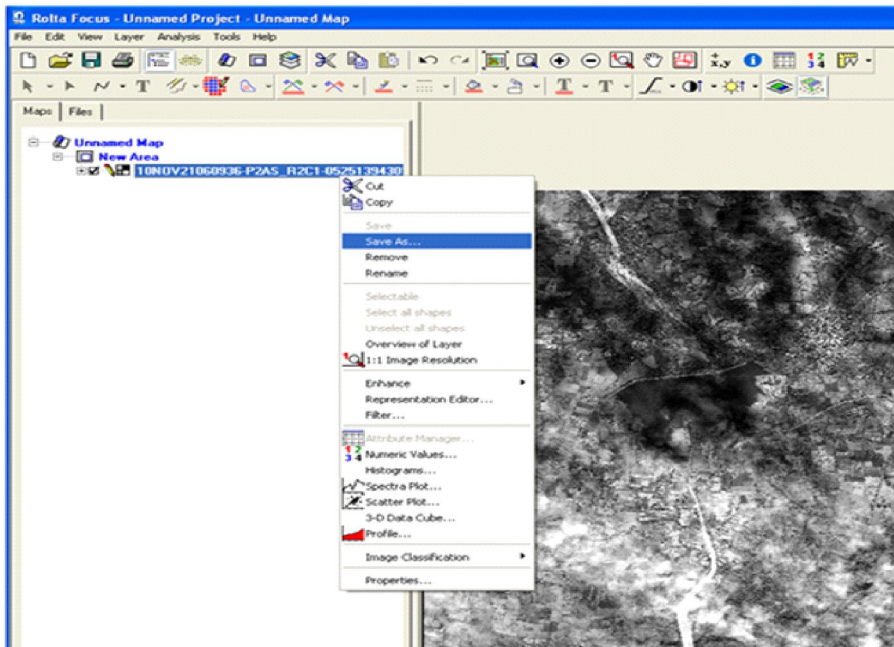 Rolta Focus - Unnamed Project - Unnamed Map
File Edit View Layer Analysis Tools Help
Maps Files
Unnamed Map
New Area
10NOV21060936-P2AS_R2C1-0525139430
Cut
Copy
Save
Save As...
Remove
Rename
Selectable
Select all shapes
Unselect all shapes
Overview of Layer
1:1 Image Resolution
Enhance
Representation Editor...
Filter...
Attribute Manager...
Numeric Values...
Histograms...
Spectra Plot...
Scatter Plot...
3-D Data Cube...
Profile...
Image Classification
Properties...